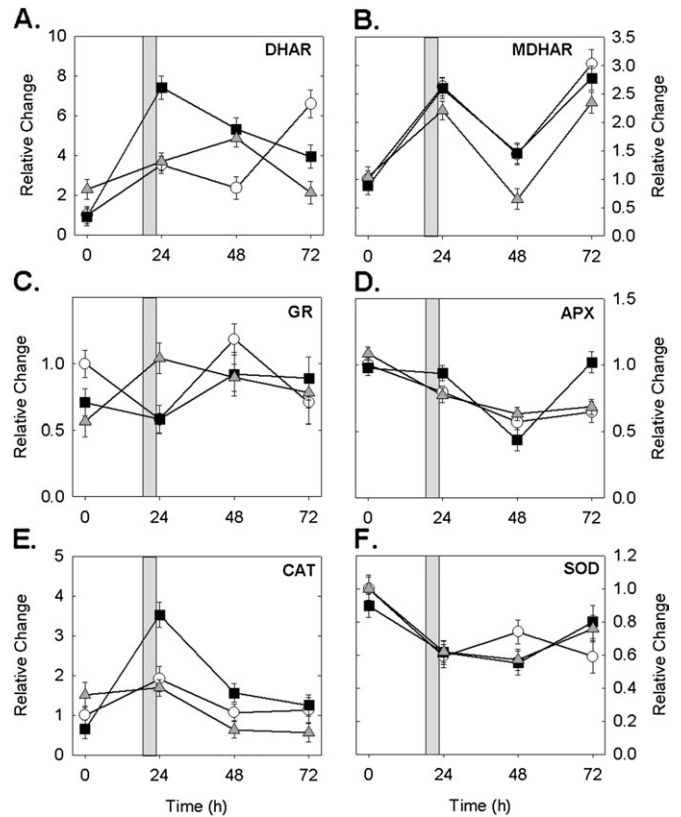 A.
DHAR
10
8
6
4
2
0
Relative Change
0 24 48 72
B.
MDHAR
3.5
3.0
2.5
2.0
1.5
1.0
0.5
0.0
Relative Change
0 24 48 72
C.
GR
1.0
0.5
0.0
Relative Change
0 24 48 72
D.
APX
1.5
1.0
0.5
0.0
Relative Change
0 24 48 72
E.
CAT
5
4
3
2
1
0
Relative Change
0 24 48 72
Time (h)
F.
SOD
1.2
1.0
0.8
0.6
0.4
0.2
0.0
Relative Change
0 24 48 72
Time (h)